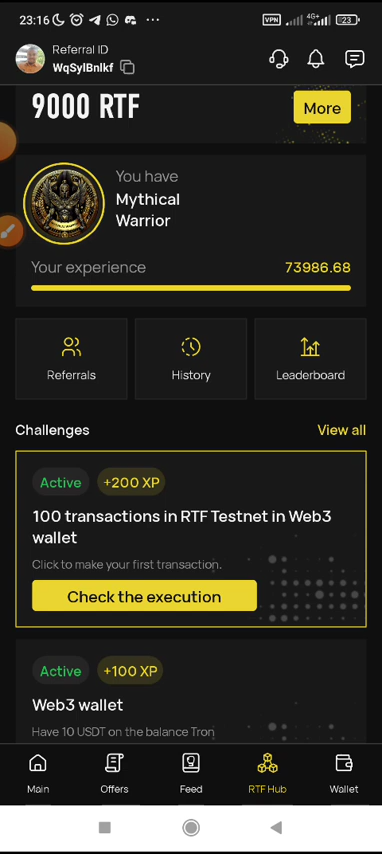 23:16
VPN 4G+ 23
Referral ID
WqSylBnlkf
9000 RTF
More
You have
Mythical
Warrior
Your experience
73986.68
Referrals
History
Leaderboard
Challenges
View all
Active
+200 XP
100 transactions in RTF Testnet in Web3
wallet
Click to make your first transaction.
Check the execution
Active
+100 XP
Web3 wallet
Have 10 USDT on the balance Tron
Main
Offers
Feed
RTF Hub
Wallet